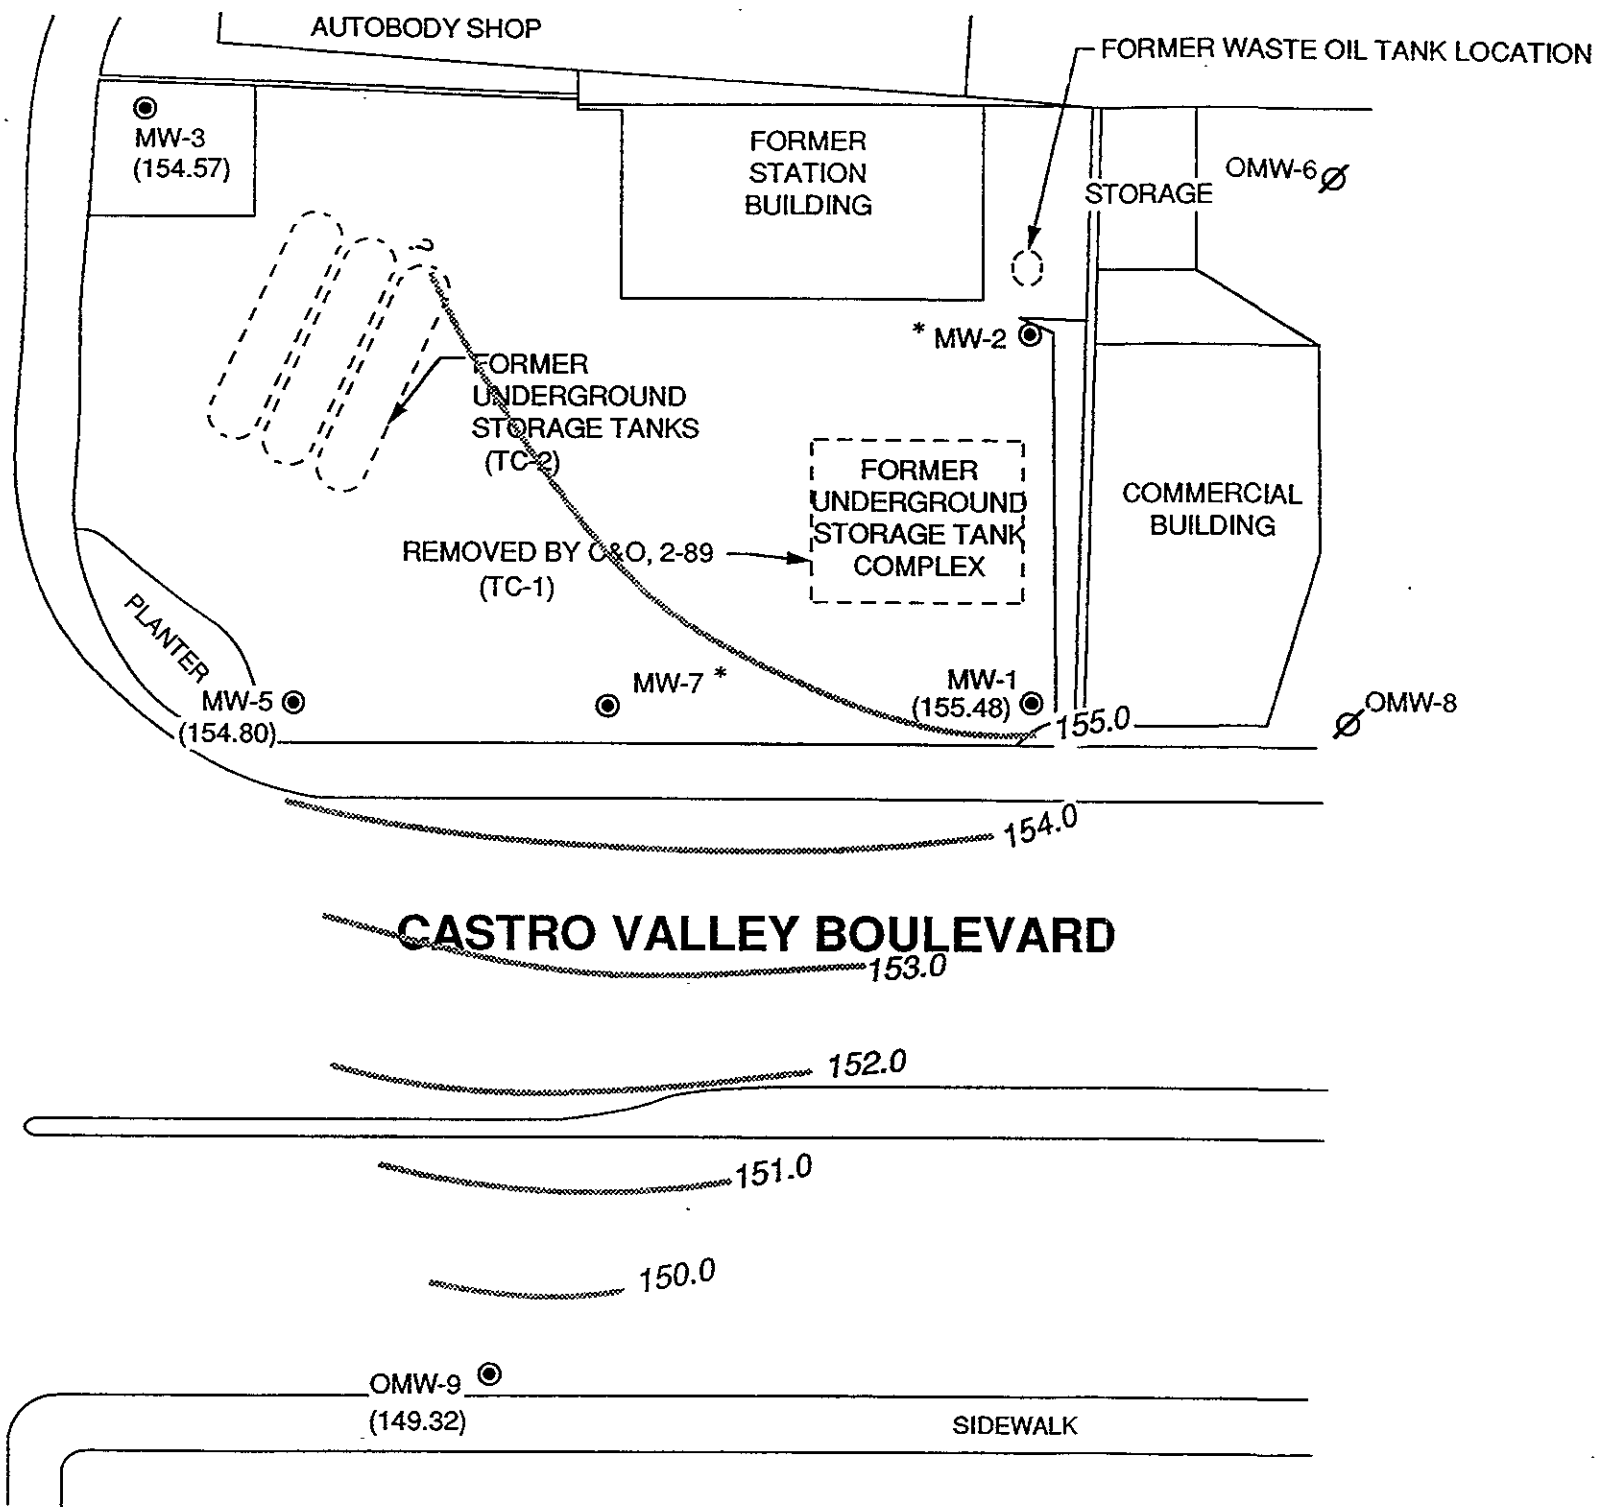 AUTOBODY SHOP
FORMER WASTE OIL TANK LOCATION
MW-3
(154.57)
FORMER
STATION
BUILDING
STORAGE
OMW-6
?
* MW-2
FORMER
UNDERGROUND
STORAGE TANKS
(TC-2)
FORMER
UNDERGROUND
STORAGE TANK
COMPLEX
COMMERCIAL
BUILDING
REMOVED BY C&O, 2-89
(TC-1)
PLANTER
MW-5
(154.80)
MW-7 *
MW-1
(155.48)
155.0
OMW-8
154.0
CASTRO VALLEY BOULEVARD
153.0
152.0
151.0
150.0
OMW-9
(149.32)
SIDEWALK